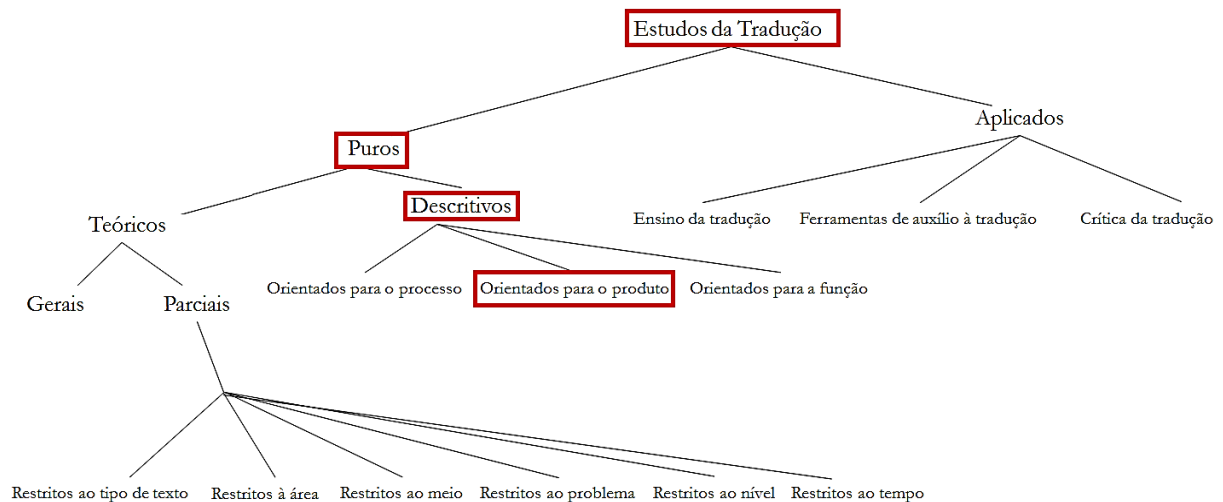 Estudos da Tradução
Aplicados
Puros
Descritivos
Teóricos
Ensino da tradução
Ferramentas de auxílio à tradução
Crítica da tradução
Orientados para o processo
Orientados para o produto
Orientados para a função
Gerais
Parciais
Restritos ao tipo de texto
Restritos à área
Restritos ao meio
Restritos ao problema
Restritos ao nível
Restritos ao tempo